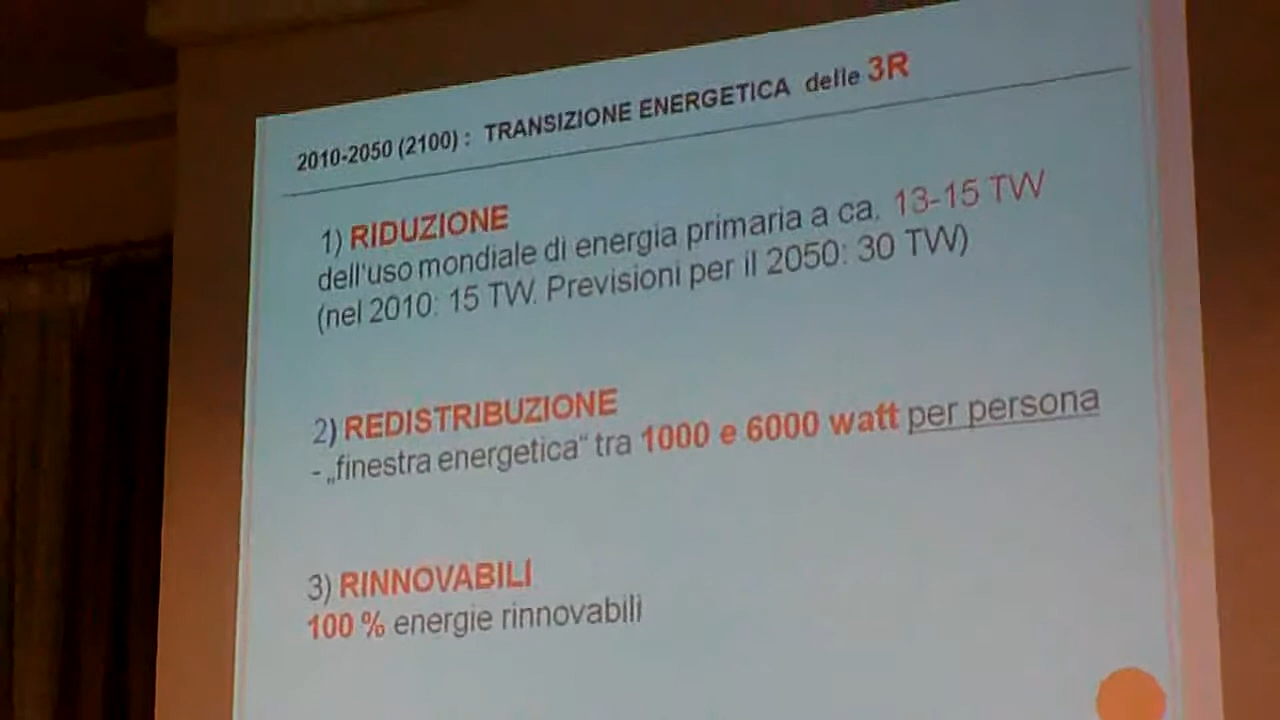 2010-2050 (2100) : TRANSIZIONE ENERGETICA delle 3R
1) RIDUZIONE
dell'uso mondiale di energia primaria a ca. 13-15 TW
(nel 2010: 15 TW. Previsioni per il 2050: 30 TW)
2) REDISTRIBUZIONE
- „finestra energetica“ tra 1000 e 6000 watt per persona
3) RINNOVABILI
100 % energie rinnovabili